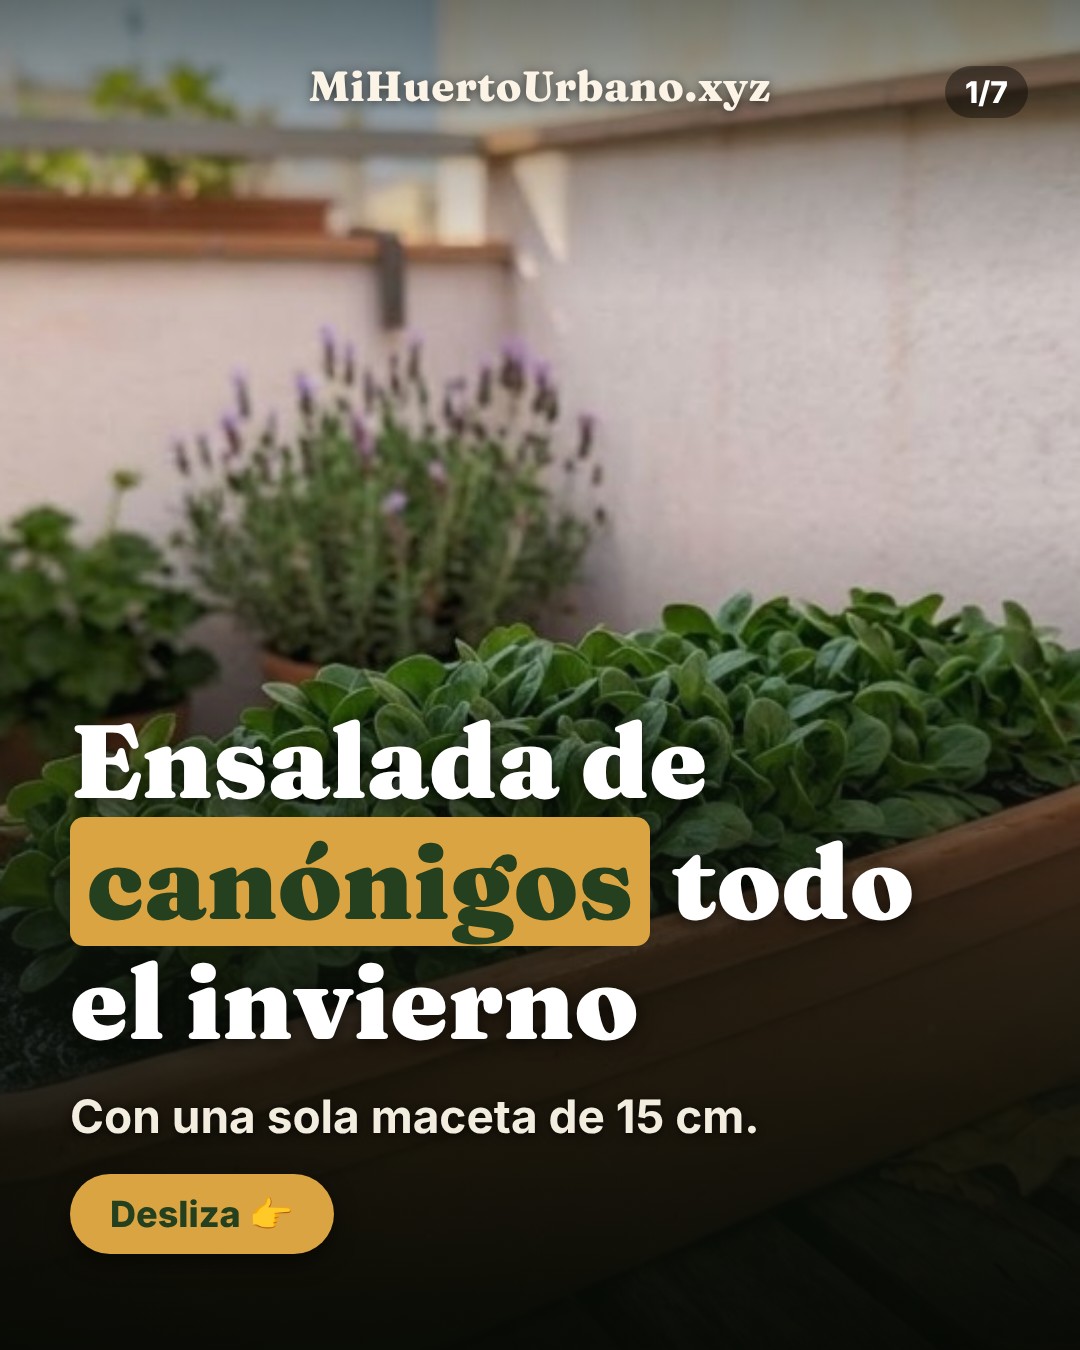 MiHuertoUrbano.xyz
1/7
Ensalada de
canónigos todo
el invierno
Con una sola maceta de 15 cm.
Desliza 👉